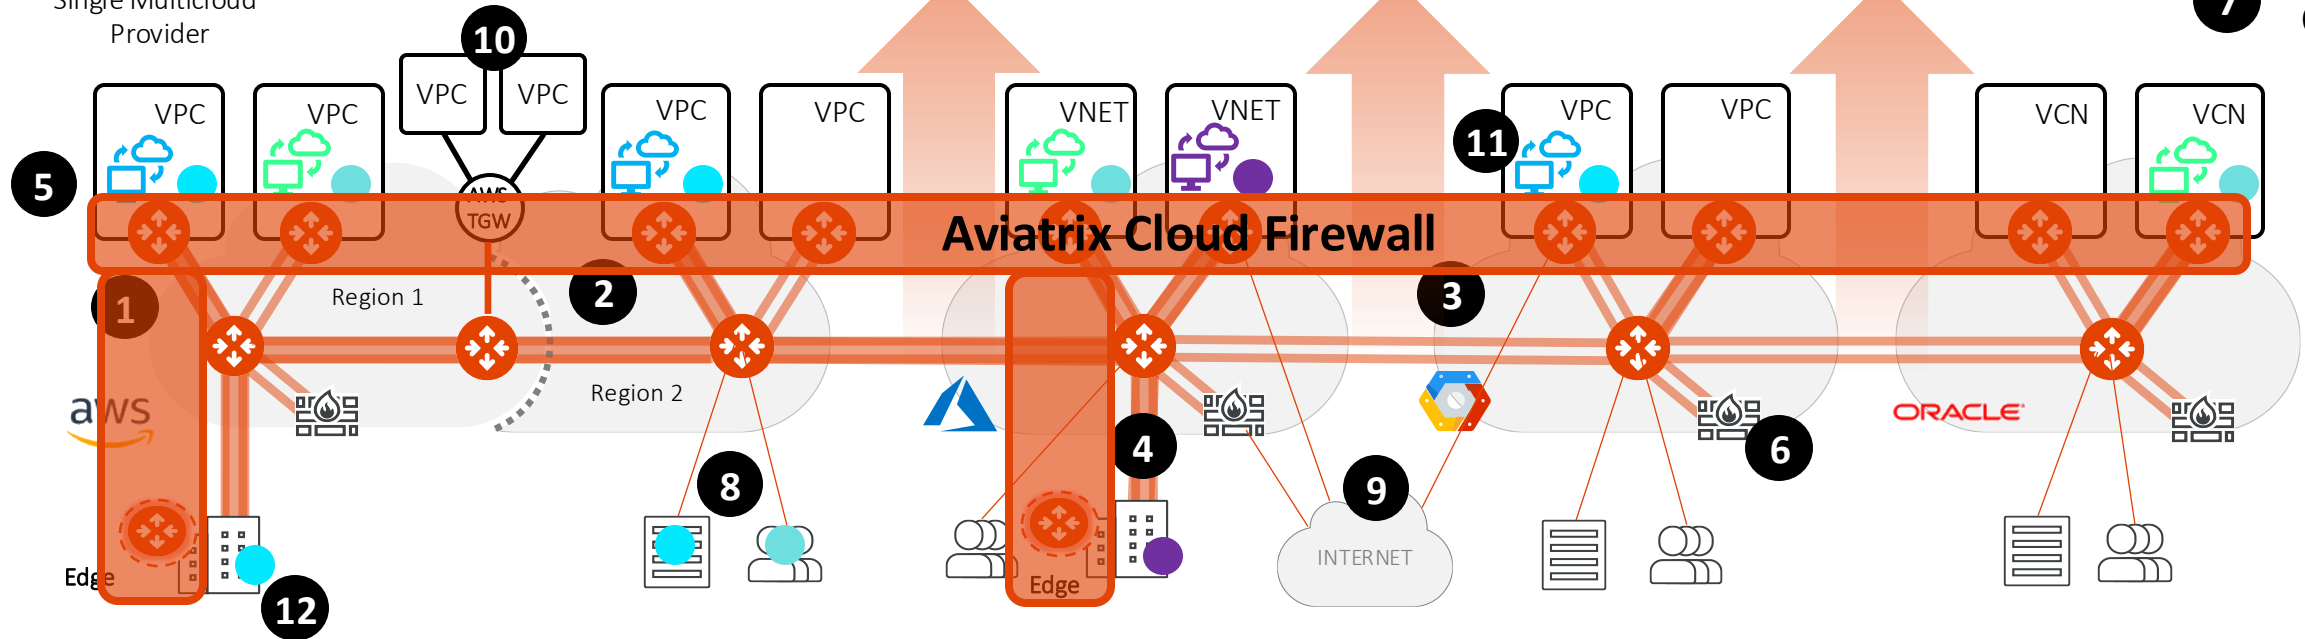 Single Multicloud
Provider
7
10
VPC
VPC
VPC
VPC
VPC
VPC
VNET
VNET
VPC
VPC
VCN
VCN
11
5
AWS
TGW
Aviatrix Cloud Firewall
1
Region 1
2
3
Region 2
aws
ORACLE
4
6
8
9
INTERNET
Edge
Edge
12